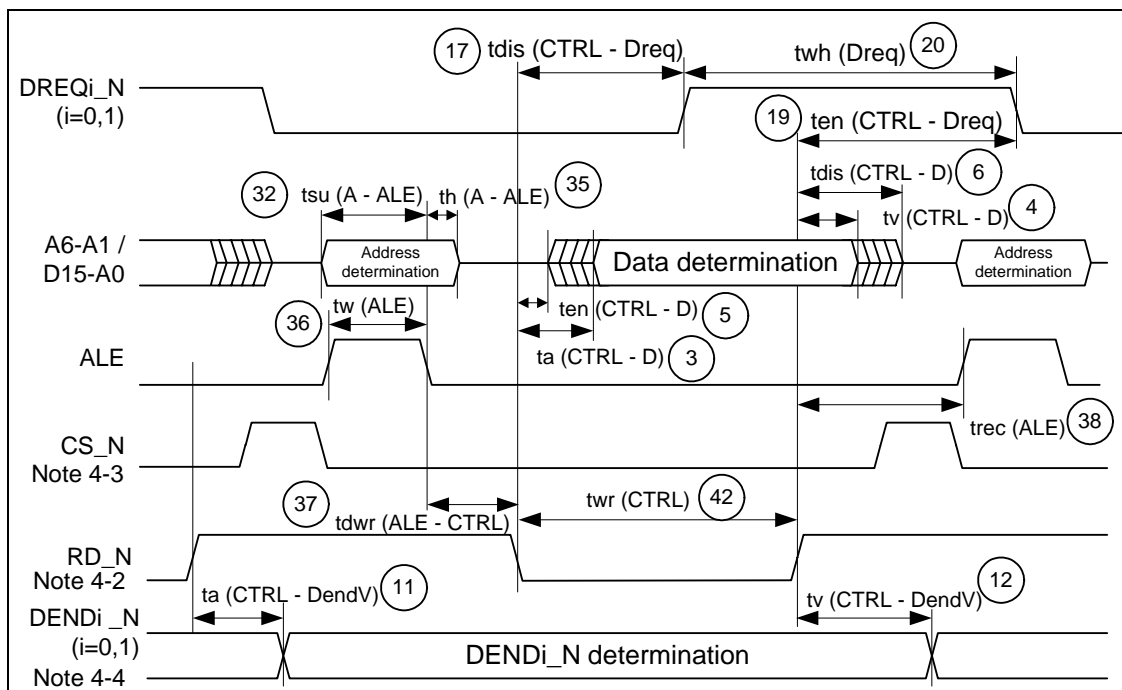 17 tdis (CTRL - Dreq) twh (Dreq) 20
DREQi_N
(i=0,1)
19 ten (CTRL - Dreq)
tdis (CTRL - D) 6
32 tsu (A - ALE) th (A - ALE) 35
tv (CTRL - D) 4
A6-A1 /
D15-A0
Address
determination
Data determination
Address
determination
36 tw (ALE)
ten (CTRL - D) 5
ALE
ta (CTRL - D) 3
trec (ALE) 38
CS_N
Note 4-3
37 tdwr (ALE - CTRL)
twr (CTRL) 42
RD_N
Note 4-2
ta (CTRL - DendV) 11
tv (CTRL - DendV) 12
DENDi _N
(i=0,1)
Note 4-4
DENDi_N determination